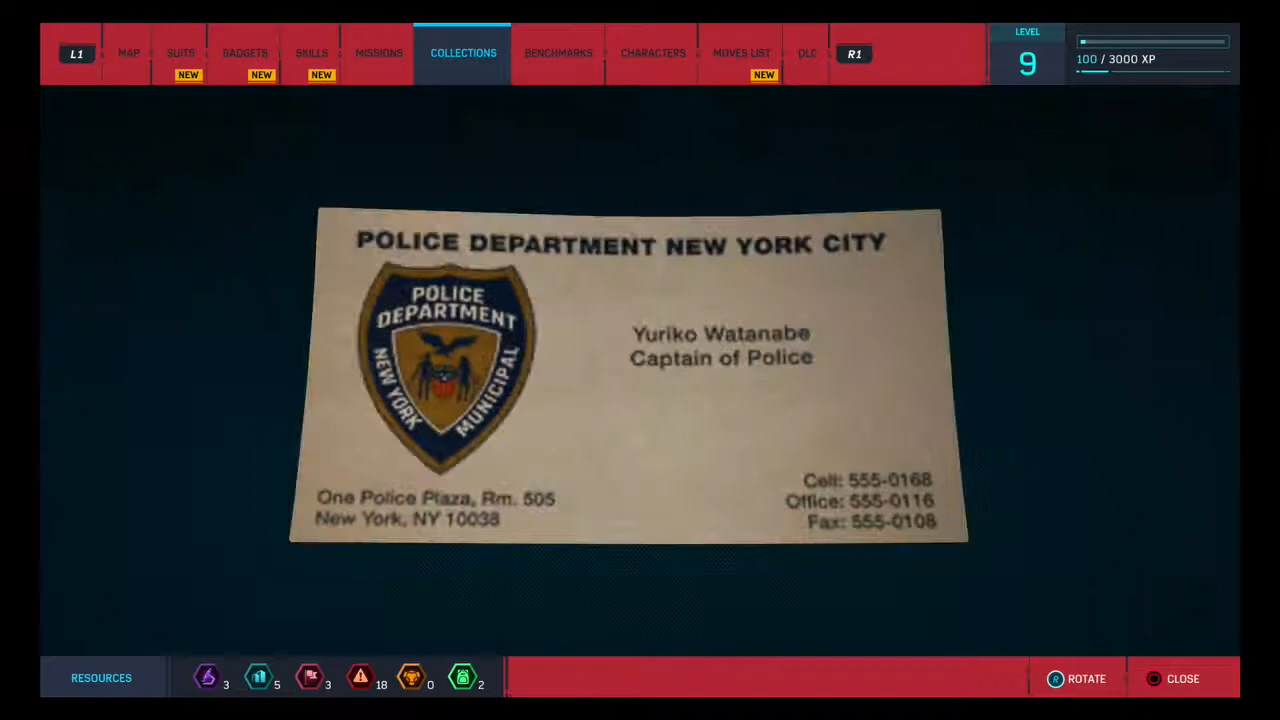 L1 MAP SUITS GADGETS SKILLS MISSIONS COLLECTIONS BENCHMARKS CHARACTERS MOVES LIST DLC R1
NEW NEW NEW NEW
LEVEL
9
100 / 3000 XP
POLICE DEPARTMENT NEW YORK CITY
POLICE
DEPARTMENT
NEW YORK
MUNICIPAL
Yuriko Watanabe
Captain of Police
One Police Plaza, Rm. 505
New York, NY 10038
Cell: 555-0168
Office: 555-0116
Fax: 555-0108
RESOURCES 3 5 3 18 0 2
R ROTATE CLOSE